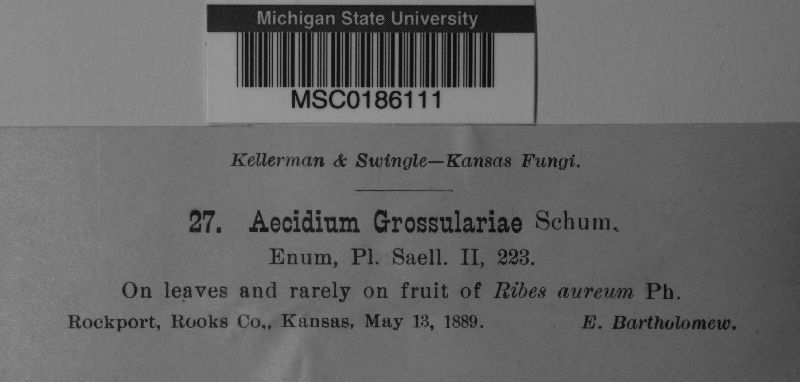 Michigan State University
MSC0186111
Kellerman & Swingle—Kansas Fungi.
27. Aecidium Grossulariae Schum.
Enum, Pl. Saell. II, 223.
On leaves and rarely on fruit of Ribes aureum Ph.
Rockport, Rooks Co., Kansas, May 13, 1889. E. Bartholomew.